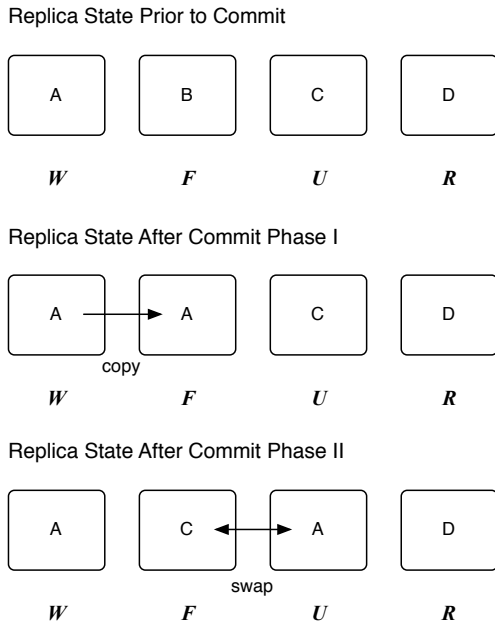 Replica State Prior to Commit
A B C D
W F U R
Replica State After Commit Phase I
A A C D
copy
W F U R
Replica State After Commit Phase II
A C A D
swap
W F U R